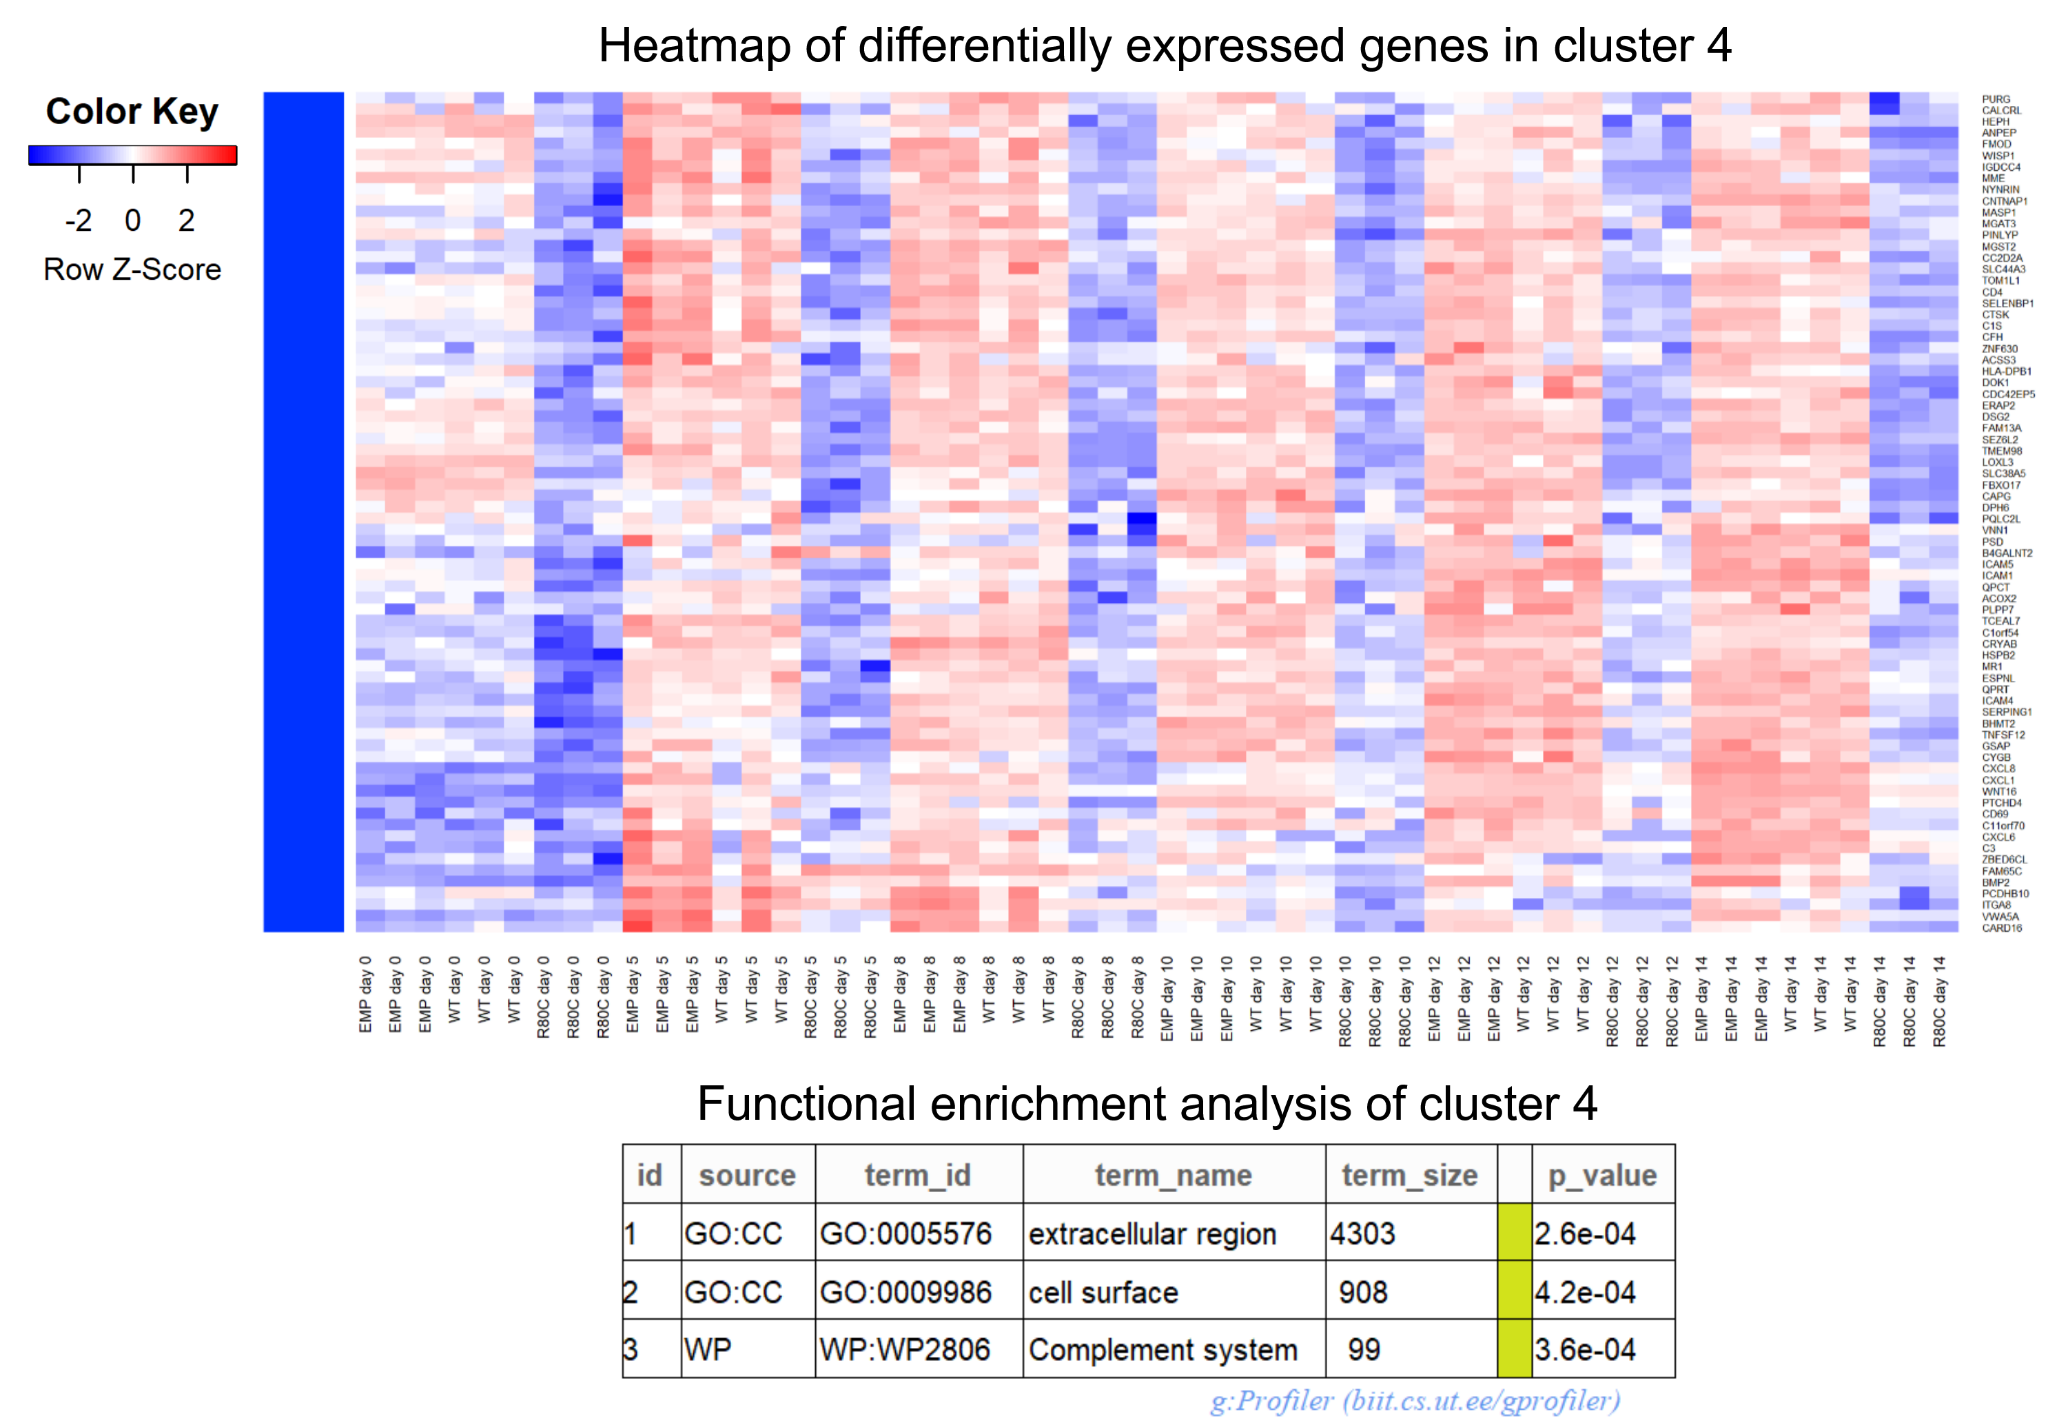 Heatmap of differentially expressed genes in cluster 4
Color Key
-2 0 2
Row Z-Score
PURG
CALCRL
HEPH
ANPEP
FMOD
WISP1
IGDCC4
MME
NYNRIN
CNTNAP1
MASP1
MGAT3
PINLYP
MGST2
CC2D2A
SLC44A3
TOM1L1
CD4
SELENBP1
CTSK
C1S
CFH
ZNF630
ACSS3
HLA-DPB1
DOK1
CDC42EP5
ERAP2
DSG2
FAM13A
SEZ6L2
TMEM98
LOXL3
SLC38A5
FBXO17
CAPG
DPH6
PQLC2L
VNN1
PSD
B4GALNT2
ICAM5
ICAM1
QPCT
ACOX2
PLPP7
TCEAL7
C1orf54
CRYAB
HSPB2
MR1
ESPNL
QPRT
ICAM4
SERPING1
BHMT2
TNFSF12
GSAP
CYGB
CXCL8
CXCL1
WNT16
PTCHD4
CD69
C11orf70
CXCL6
C3
ZBED6CL
FAM65C
BMP2
PCDHB10
ITGA8
VWA5A
CARD16
EMP day 0
EMP day 0
EMP day 0
WT day 0
WT day 0
WT day 0
R80C day 0
R80C day 0
R80C day 0
EMP day 5
EMP day 5
EMP day 5
WT day 5
WT day 5
WT day 5
R80C day 5
R80C day 5
R80C day 5
EMP day 8
EMP day 8
EMP day 8
WT day 8
WT day 8
WT day 8
R80C day 8
R80C day 8
R80C day 8
EMP day 10
EMP day 10
EMP day 10
WT day 10
WT day 10
WT day 10
R80C day 10
R80C day 10
R80C day 10
EMP day 12
EMP day 12
EMP day 12
WT day 12
WT day 12
WT day 12
R80C day 12
R80C day 12
R80C day 12
EMP day 14
EMP day 14
EMP day 14
WT day 14
WT day 14
WT day 14
R80C day 14
R80C day 14
R80C day 14
Functional enrichment analysis of cluster 4
id source term_id term_name term_size p_value
1 GO:CC GO:0005576 extracellular region 4303 2.6e-04
2 GO:CC GO:0009986 cell surface 908 4.2e-04
3 WP WP:WP2806 Complement system 99 3.6e-04
g:Profiler (biit.cs.ut.ee/gprofiler)